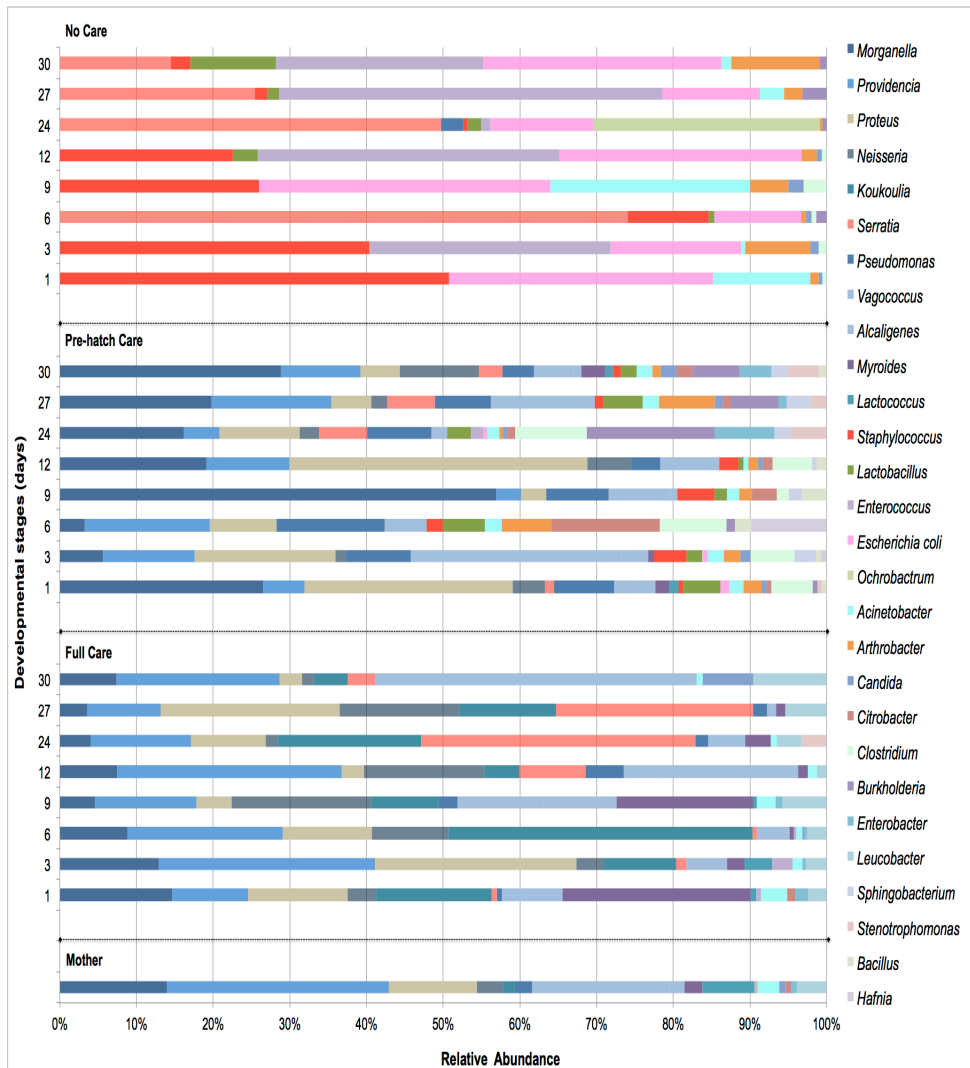 No Care
30
27
24
12
9
6
3
1
Pre-hatch Care
30
27
24
12
9
6
3
1
Full Care
30
27
24
12
9
6
3
1
Mother
0% 10% 20% 30% 40% 50% 60% 70% 80% 90% 100%
Relative Abundance
Developmental stages (days)
Morganella
Providencia
Proteus
Neisseria
Koukoulia
Serratia
Pseudomonas
Vagococcus
Alcaligenes
Myroides
Lactococcus
Staphylococcus
Lactobacillus
Enterococcus
Escherichia coli
Ochrobactrum
Acinetobacter
Arthrobacter
Candida
Citrobacter
Clostridium
Burkholderia
Enterobacter
Leucobacter
Sphingobacterium
Stenotrophomonas
Bacillus
Hafnia